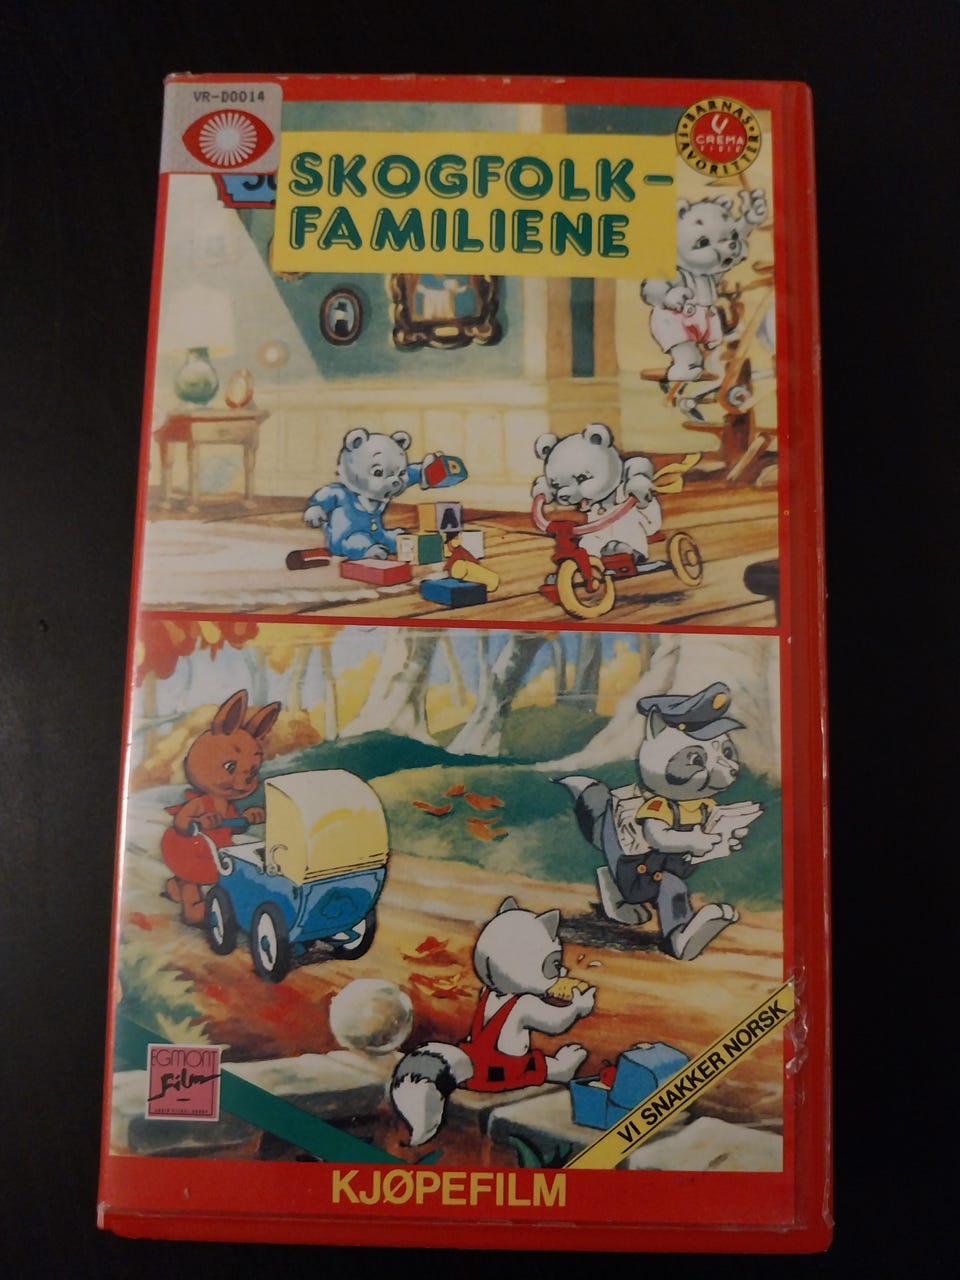 VR-D0014
BARNAS
CREMA
VIDEO
FAVORITTER
SKOGFOLK-
FAMILIENE
A
EGMONT
Film
VI SNAKKER NORSK
KJØPEFILM